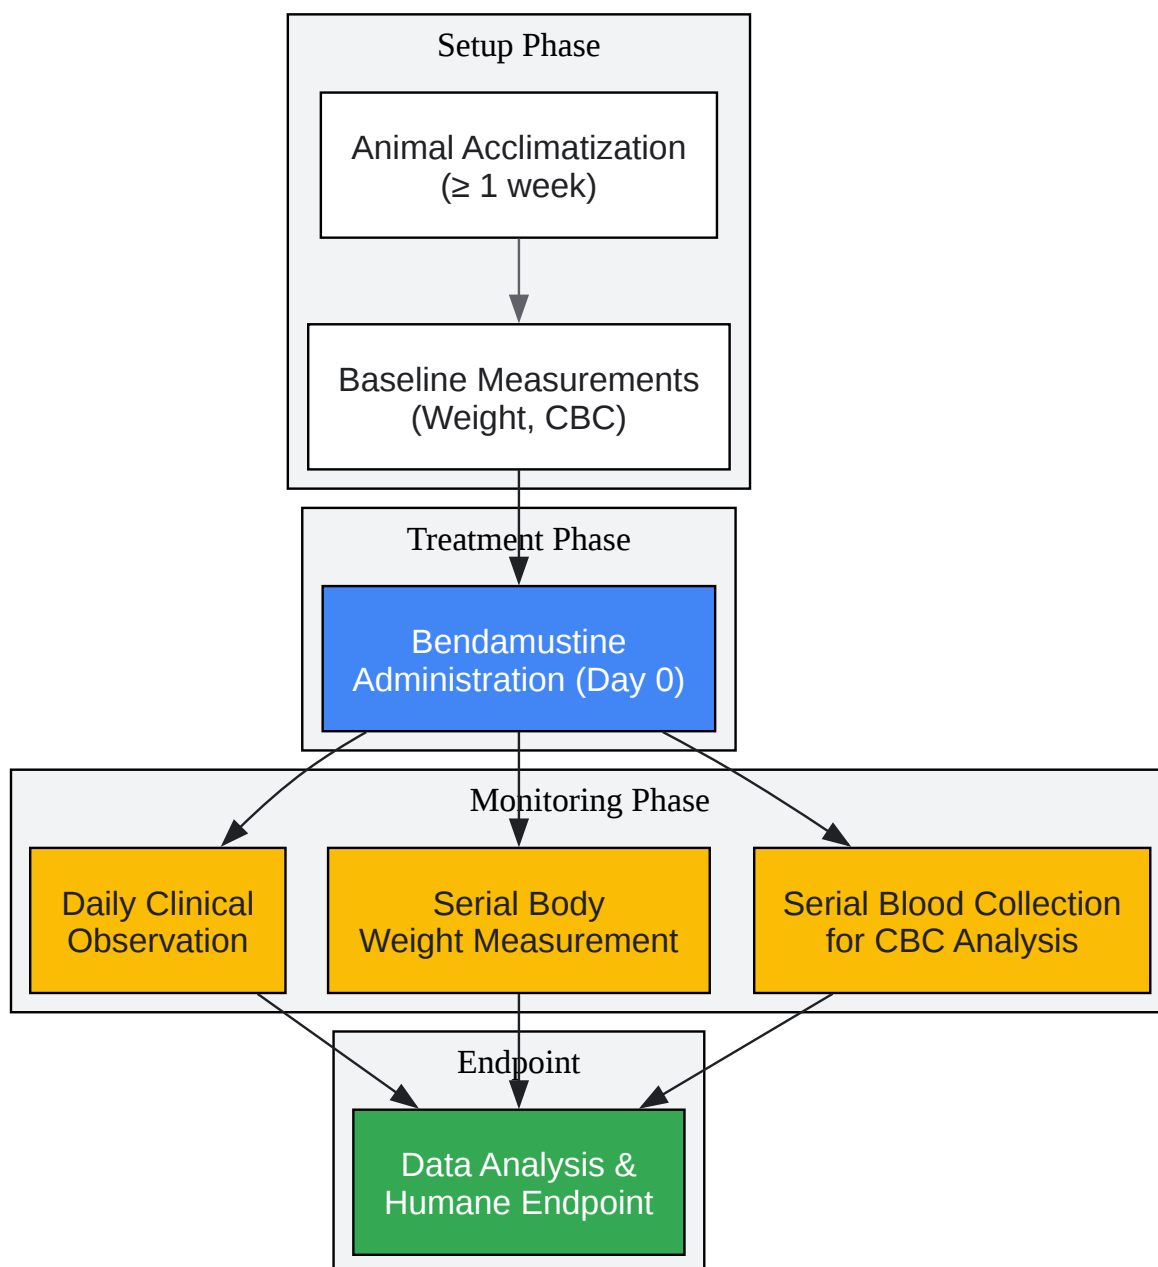 Setup Phase
Animal Acclimatization
(≥ 1 week)
Baseline Measurements
(Weight, CBC)
Treatment Phase
Bendamustine
Administration (Day 0)
Monitoring Phase
Daily Clinical
Observation
Serial Body
Weight Measurement
Serial Blood Collection
for CBC Analysis
Endpoint
Data Analysis &
Humane Endpoint